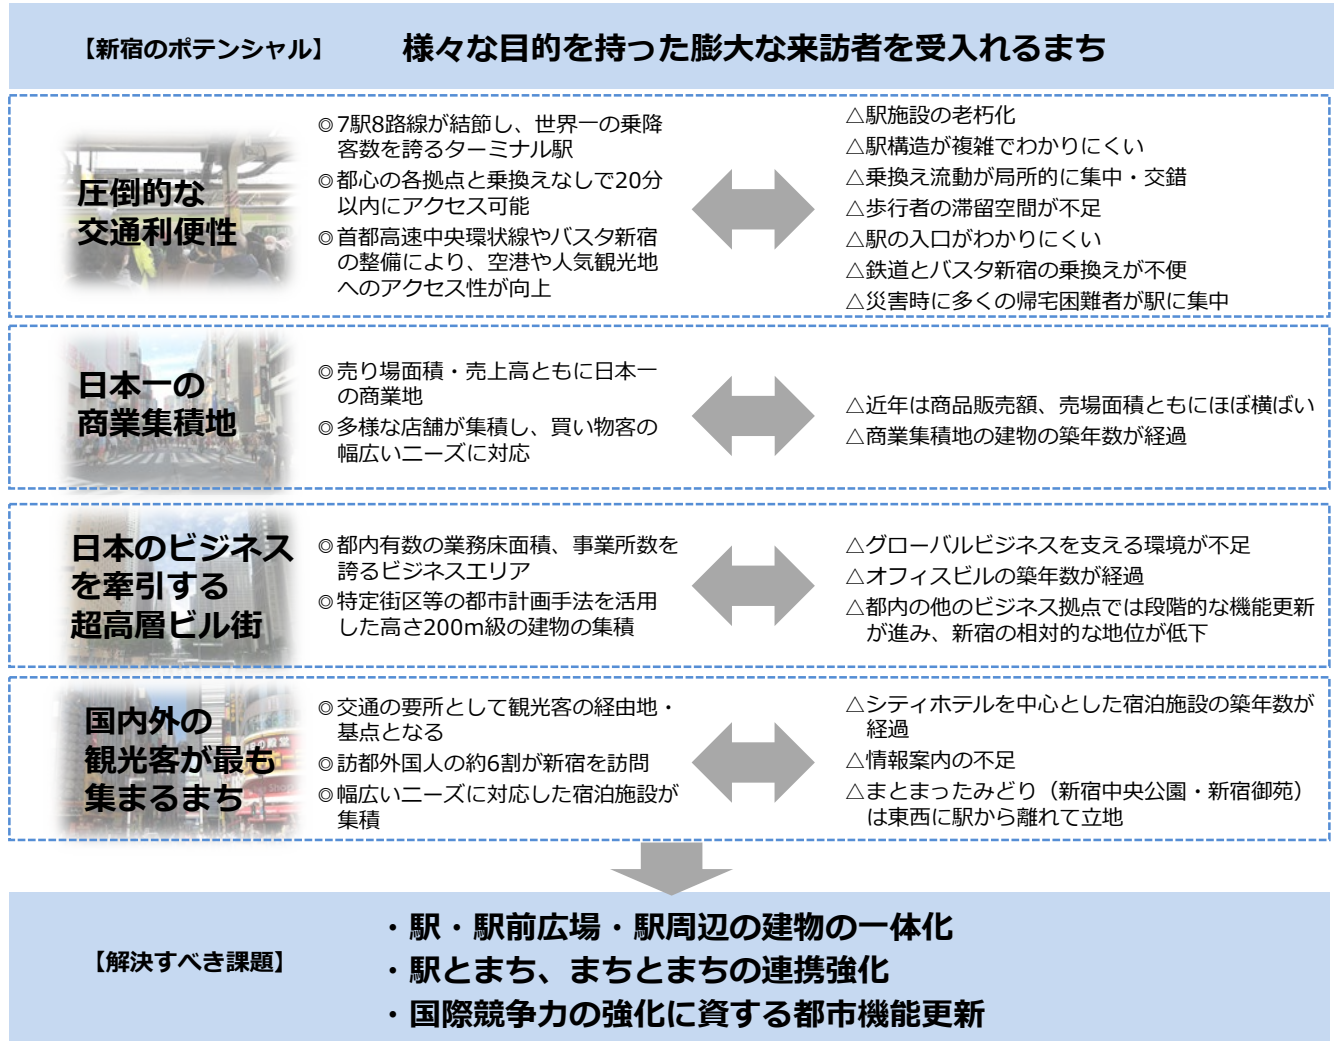 【新宿のポテンシャル】 様々な目的を持った膨大な来訪者を受入れるまち
圧倒的な
交通利便性
◎7駅8路線が結節し、世界一の乗降
客数を誇るターミナル駅
◎都心の各拠点と乗換えなしで20分
以内にアクセス可能
◎首都高速中央環状線やバスタ新宿
の整備により、空港や人気観光地
へのアクセス性が向上
△駅施設の老朽化
△駅構造が複雑でわかりにくい
△乗換え流動が局所的に集中・交錯
△歩行者の滞留空間が不足
△駅の入口がわかりにくい
△鉄道とバスタ新宿の乗換えが不便
△災害時に多くの帰宅困難者が駅に集中
日本一の
商業集積地
◎売り場面積・売上高ともに日本一
の商業地
◎多様な店舗が集積し、買い物客の
幅広いニーズに対応
△近年は商品販売額、売場面積ともにほぼ横ばい
△商業集積地の建物の築年数が経過
日本のビジネス
を牽引する
超高層ビル街
◎都内有数の業務床面積、事業所数を
誇るビジネスエリア
◎特定街区等の都市計画手法を活用
した高さ200m級の建物の集積
△グローバルビジネスを支える環境が不足
△オフィスビルの築年数が経過
△都内の他のビジネス拠点では段階的な機能更新
が進み、新宿の相対的な地位が低下
国内外の
観光客が最も
集まるまち
◎交通の要所として観光客の経由地・
基点となる
◎訪都外国人の約6割が新宿を訪問
◎幅広いニーズに対応した宿泊施設が
集積
△シティホテルを中心とした宿泊施設の築年数が
経過
△情報案内の不足
△まとまったみどり（新宿中央公園・新宿御苑）
は東西に駅から離れて立地
【解決すべき課題】
・駅・駅前広場・駅周辺の建物の一体化
・駅とまち、まちとまちの連携強化
・国際競争力の強化に資する都市機能更新